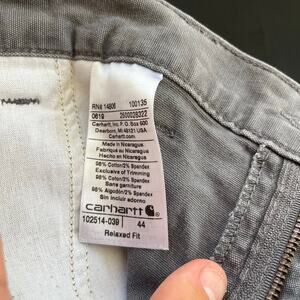 RN# 14806 100135
0619 2500028322
Carhartt, Inc. P.O. Box 600
Dearborn, MI 48121 USA
Carhartt.com
Made in Nicaragua
Fabriqué au Nicaragua
Hecho en Nicaragua
98% Cotton/2% Spandex
Exclusive of Trimming
98% Coton/2% Spandex
Sans garniture
98% Algodón/2% Spandex
Sin incluir adorno
carhartt
102514-039 44
Relaxed Fit